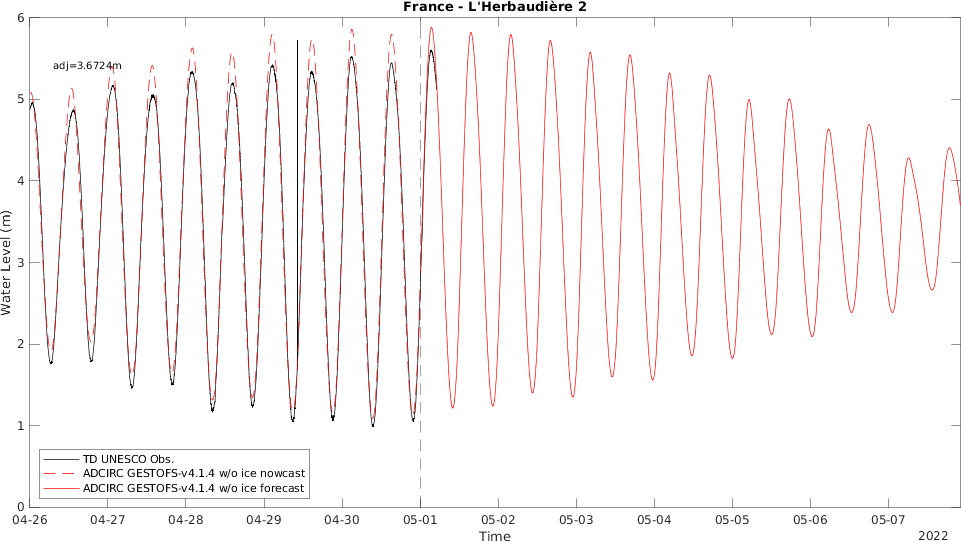 France - L'Herbaudière 2
6
5
4
3
2
1
0
Water Level (m)
adj=3.6724m
TD UNESCO Obs.
ADCIRC GESTOFS-v4.1.4 w/o ice nowcast
ADCIRC GESTOFS-v4.1.4 w/o ice forecast
04-26 04-27 04-28 04-29 04-30 05-01 05-02 05-03 05-04 05-05 05-06 05-07
Time
2022